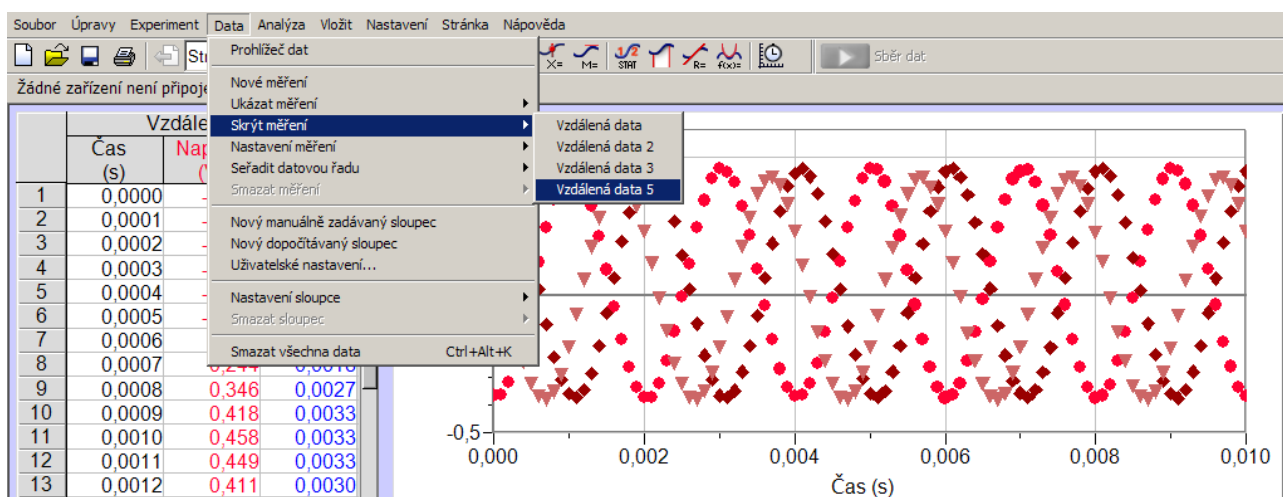 Soubor Úpravy Experiment Data Analýza Vložit Nastavení Stránka Nápověda
X= M= STAT R= f(x)= Sběr dat
Žádné zařízení není
Prohlížeč dat
Nové měření
Ukázat měření
Skrýt měření
Nastavení měření
Seřadit datovou řadu
Smazat měření
Nový manuálně zadávaný sloupec
Nový dopočítávaný sloupec
Uživatelské nastavení...
Nastavení sloupce
Smazat sloupec
Smazat všechna data Ctrl+Alt+K
Vzdálená data
Vzdálená data 2
Vzdálená data 3
Vzdálená data 5
Čas
(s)
1 0,0000
2 0,0001
3 0,0002
4 0,0003
5 0,0004
6 0,0005
7 0,0006
8 0,0007
9 0,0008 0,346 0,0027
10 0,0009 0,418 0,0033
11 0,0010 0,458 0,0033
12 0,0011 0,449 0,0033
13 0,0012 0,411 0,0030
-0,5
0,000 0,002 0,004 0,006 0,008 0,010
Čas (s)